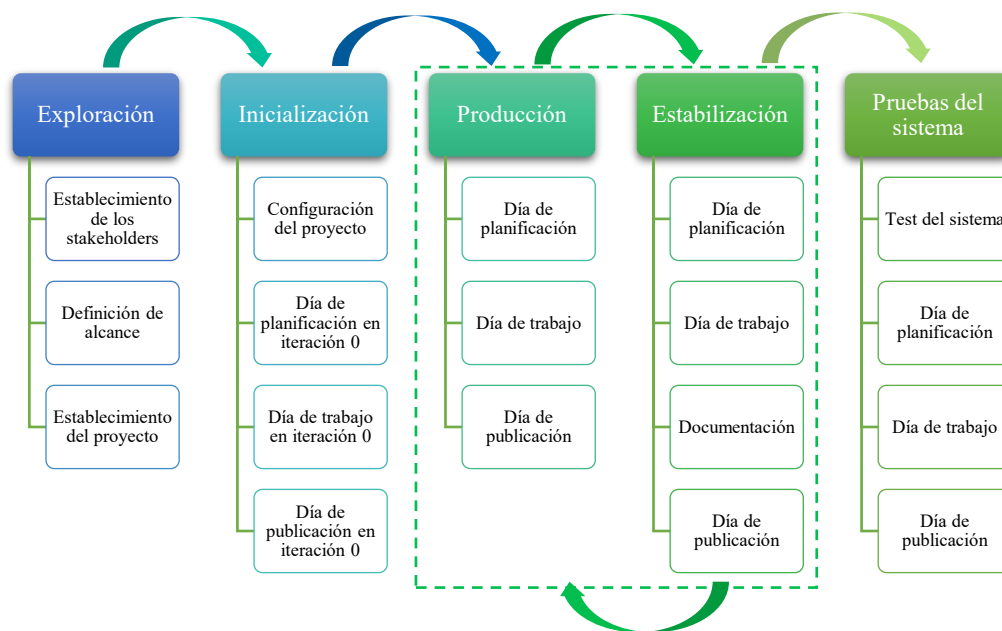 Exploración
Establecimiento
de los
stakeholders
Definición de
alcance
Establecimiento
del proyecto
Inicialización
Configuración
del proyecto
Día de
planificación en
iteración 0
Día de trabajo
en iteración 0
Día de
publicación en
iteración 0
Producción
Día de
planificación
Día de trabajo
Día de
publicación
Estabilización
Día de
planificación
Día de trabajo
Documentación
Día de
publicación
Pruebas del
sistema
Test del sistema
Día de
planificación
Día de trabajo
Día de
publicación